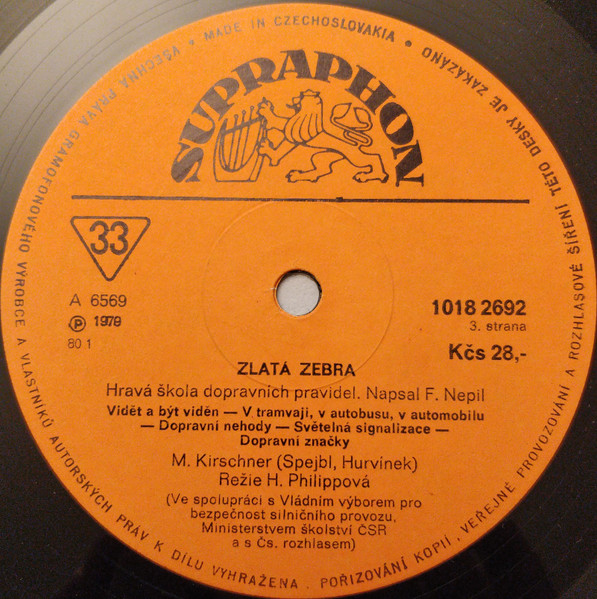 MADE IN CZECHOSLOVAKIA • VŠECHNA PRÁVA GRAMOFONOVÉHO VÝROBCE A VLASTNÍKŮ AUTORSKÝCH PRÁV K DÍLU VYHRAŽENA. POŘIZOVÁNÍ KOPIÍ, VEŘEJNÉ PROVOZOVÁNÍ A ROZHLASOVÉ ŠÍŘENÍ TÉTO DESKY JE ZAKÁZÁNO •
SUPRAPHON
33
A 6569
Ⓟ 1979
80 1
1018 2692
3. strana
Kčs 28,-
ZLATÁ ZEBRA
Hravá škola dopravních pravidel. Napsal F. Nepil
Vidět a být viděn — V tramvaji, v autobusu, v automobilu
— Dopravní nehody — Světelná signalizace —
Dopravní značky
M. Kirschner (Spejbl, Hurvínek)
Režie H. Philippová
(Ve spolupráci s Vládním výborem pro
bezpečnost silničního provozu,
Ministerstvem školství ČSR
a s Čs. rozhlasem)